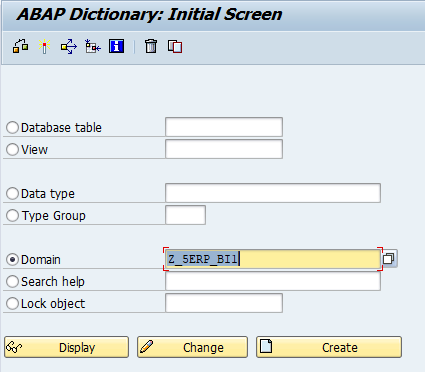 ABAP Dictionary: Initial Screen
Database table
View
Data type
Type Group
Domain Z_5ERP_BI1
Search help
Lock object
Display Change Create